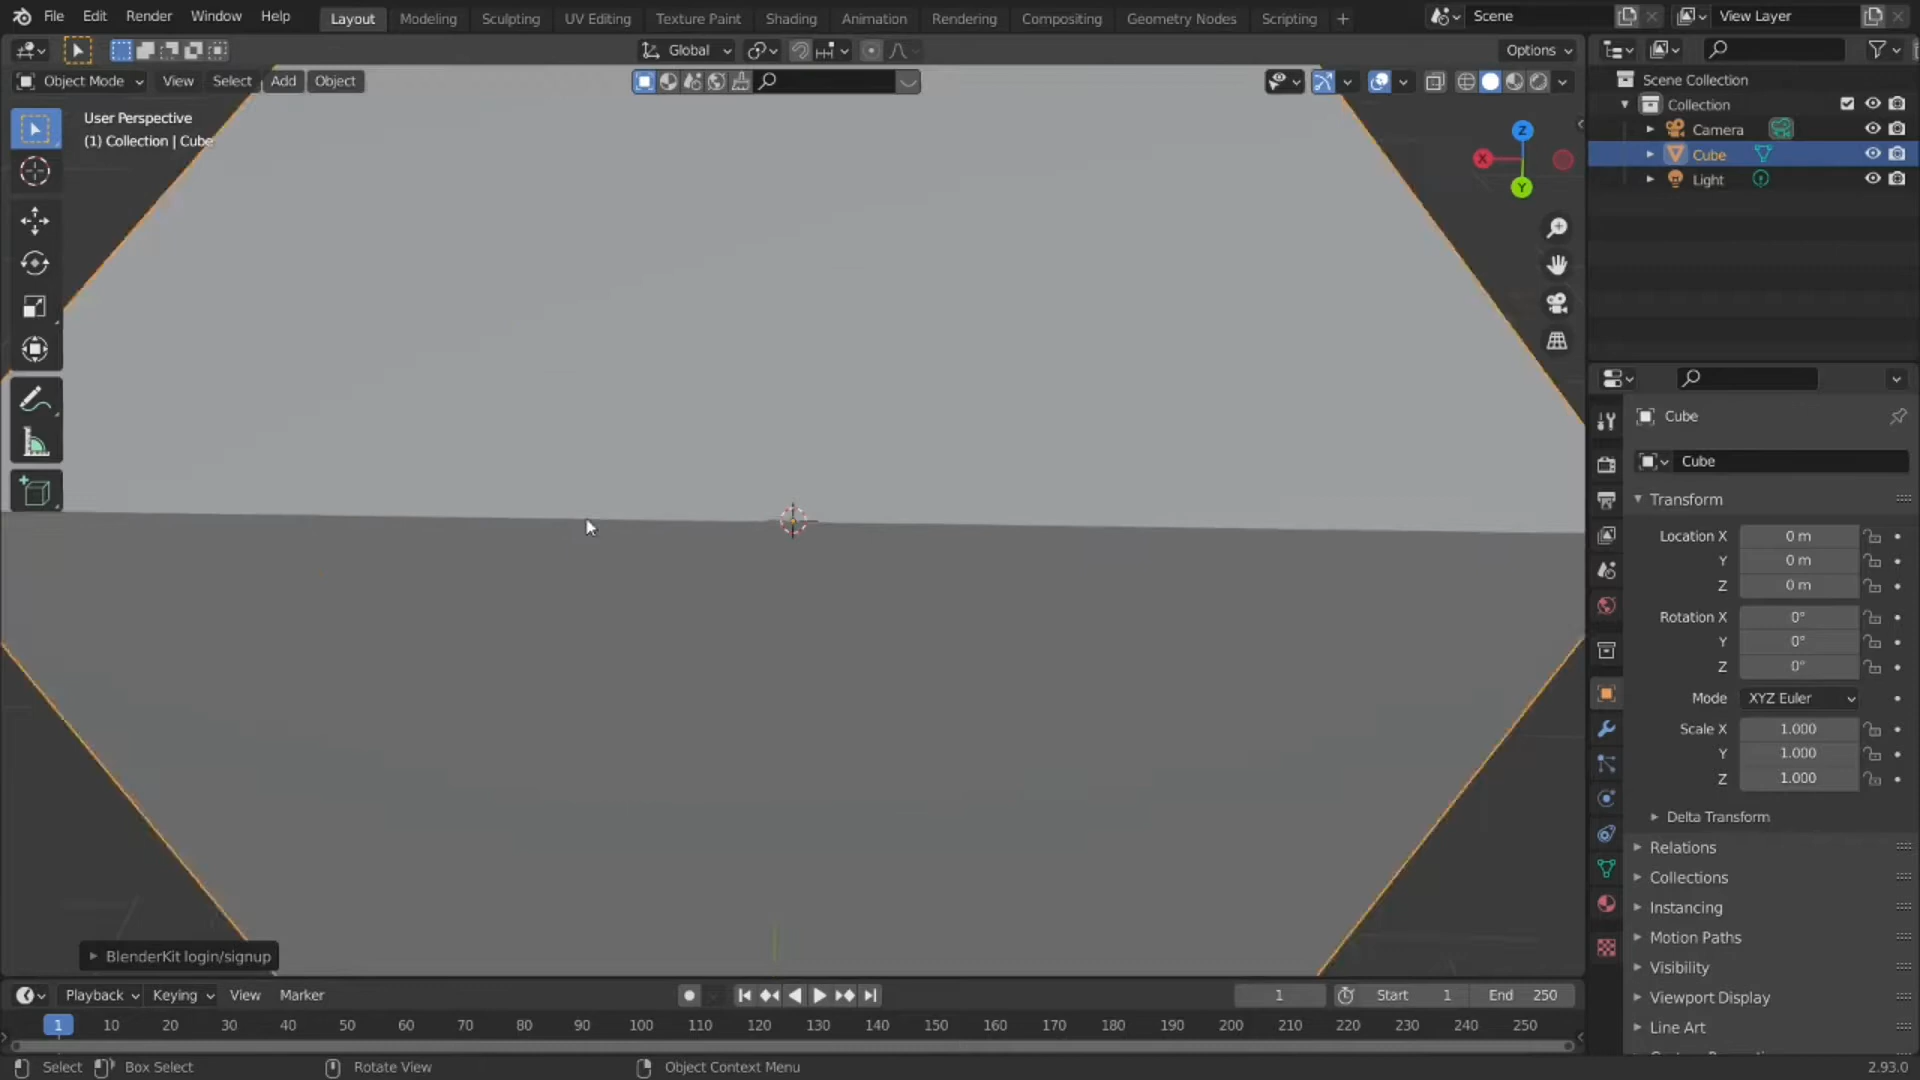 File Edit Render Window Help Layout Modeling Sculpting UV Editing Texture Paint Shading Animation Rendering Compositing Geometry Nodes Scripting + Scene View Layer
Global Options
Object Mode View Select Add Object
User Perspective
(1) Collection | Cube
Z
X
Y
BlenderKit login/signup
Scene Collection
Collection
Camera
Cube
Light
Cube
Cube
Transform
Location X 0 m
Y 0 m
Z 0 m
Rotation X 0°
Y 0°
Z 0°
Mode XYZ Euler
Scale X 1.000
Y 1.000
Z 1.000
Delta Transform
Relations
Collections
Instancing
Motion Paths
Visibility
Viewport Display
Line Art
Playback Keying View Marker 1 Start 1 End 250
1 10 20 30 40 50 60 70 80 90 100 110 120 130 140 150 160 170 180 190 200 210 220 230 240 250
Select Box Select Rotate View Object Context Menu 2.93.0